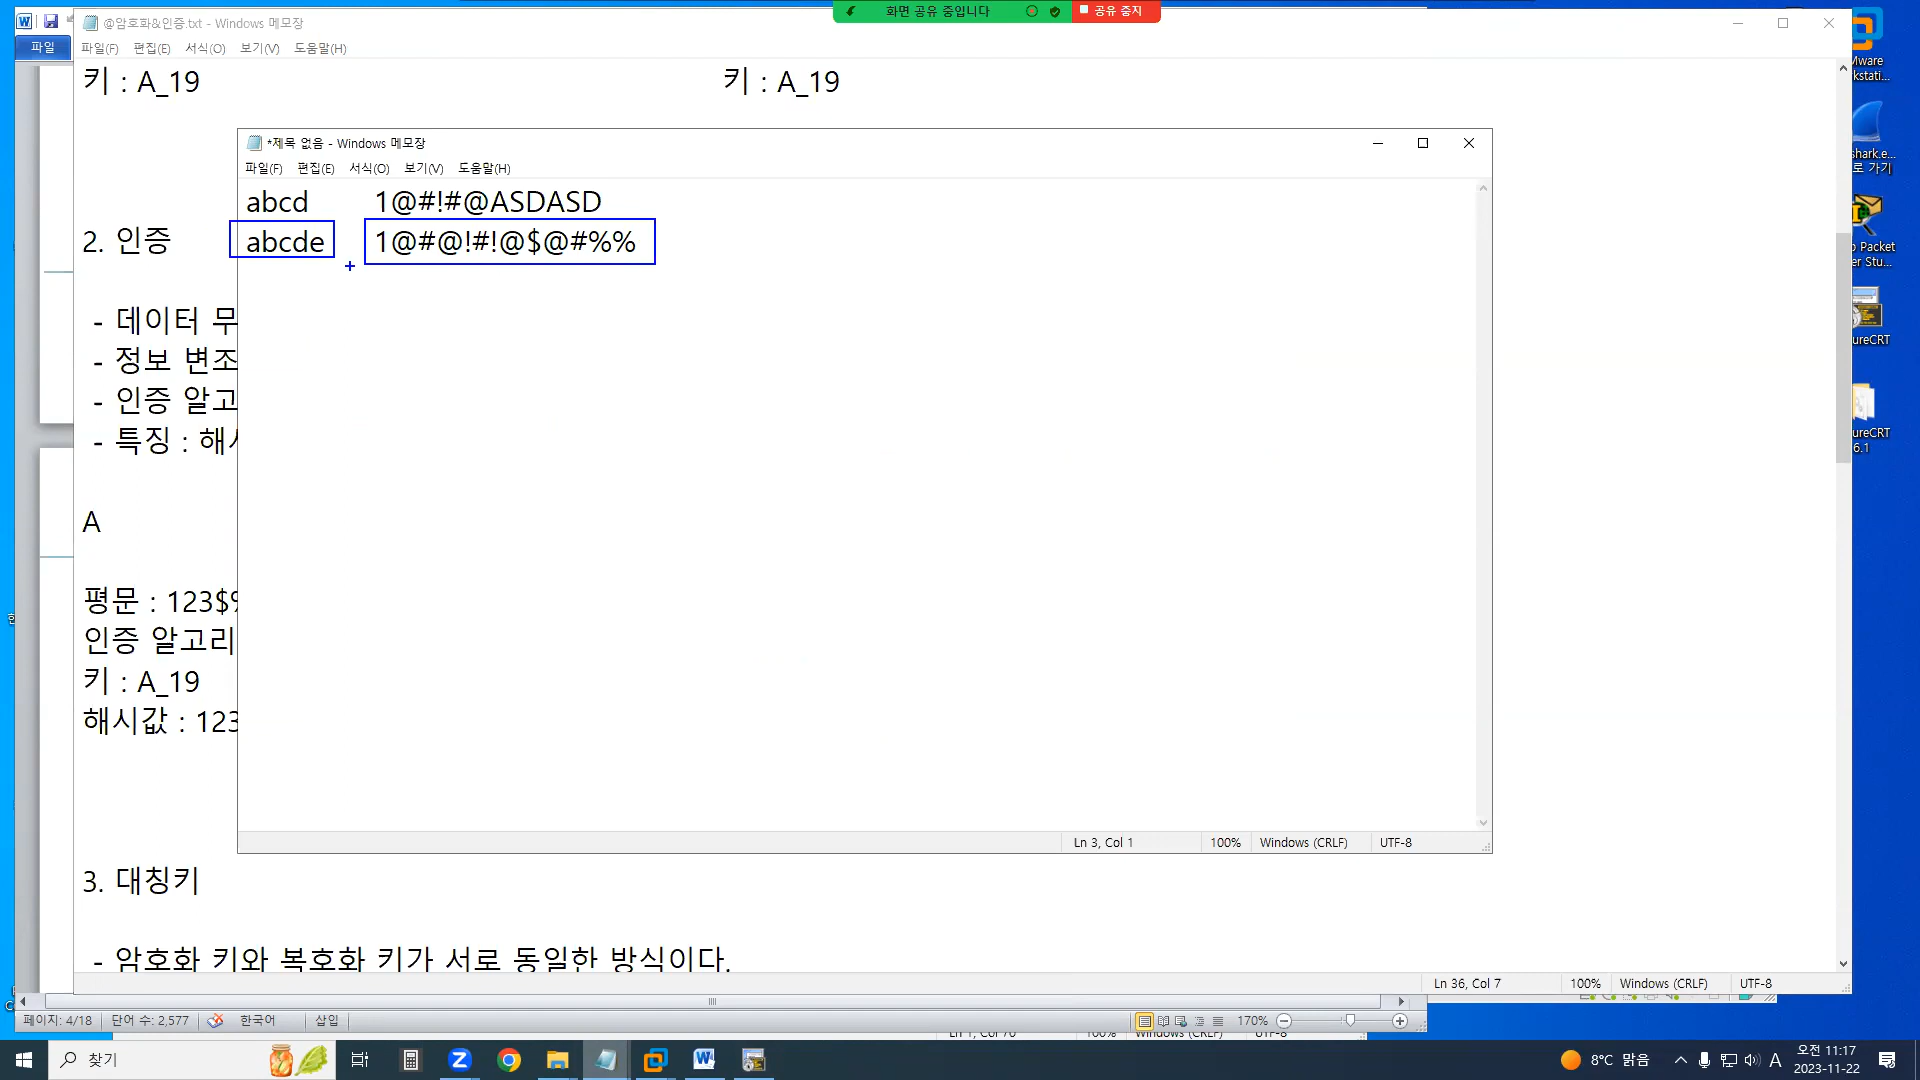 화면 공유 중입니다
공유 중지
@암호화&인증.txt - Windows 메모장
파일
파일(F) 편집(E) 서식(O) 보기(V) 도움말(H)
키 : A_19 키 : A_19
*제목 없음 - Windows 메모장
파일(F) 편집(E) 서식(O) 보기(V) 도움말(H)
abcd 1@#!#@ASDASD
abcde 1@#@!#!@$@#%%
2. 인증
- 데이터 무
- 정보 변조
- 인증 알고
- 특징 : 해시
A
평문 : 123$%
인증 알고리
키 : A_19
해시값 : 123
Ln 3, Col 1 100% Windows (CRLF) UTF-8
3. 대칭키
- 암호화 키와 복호화 키가 서로 동일한 방식이다.
Ln 36, Col 7 100% Windows (CRLF) UTF-8
페이지: 4/18 단어 수: 2,577 한국어 삽입 170%
찾기
8°C 맑음
A
오전 11:17
2023-11-22